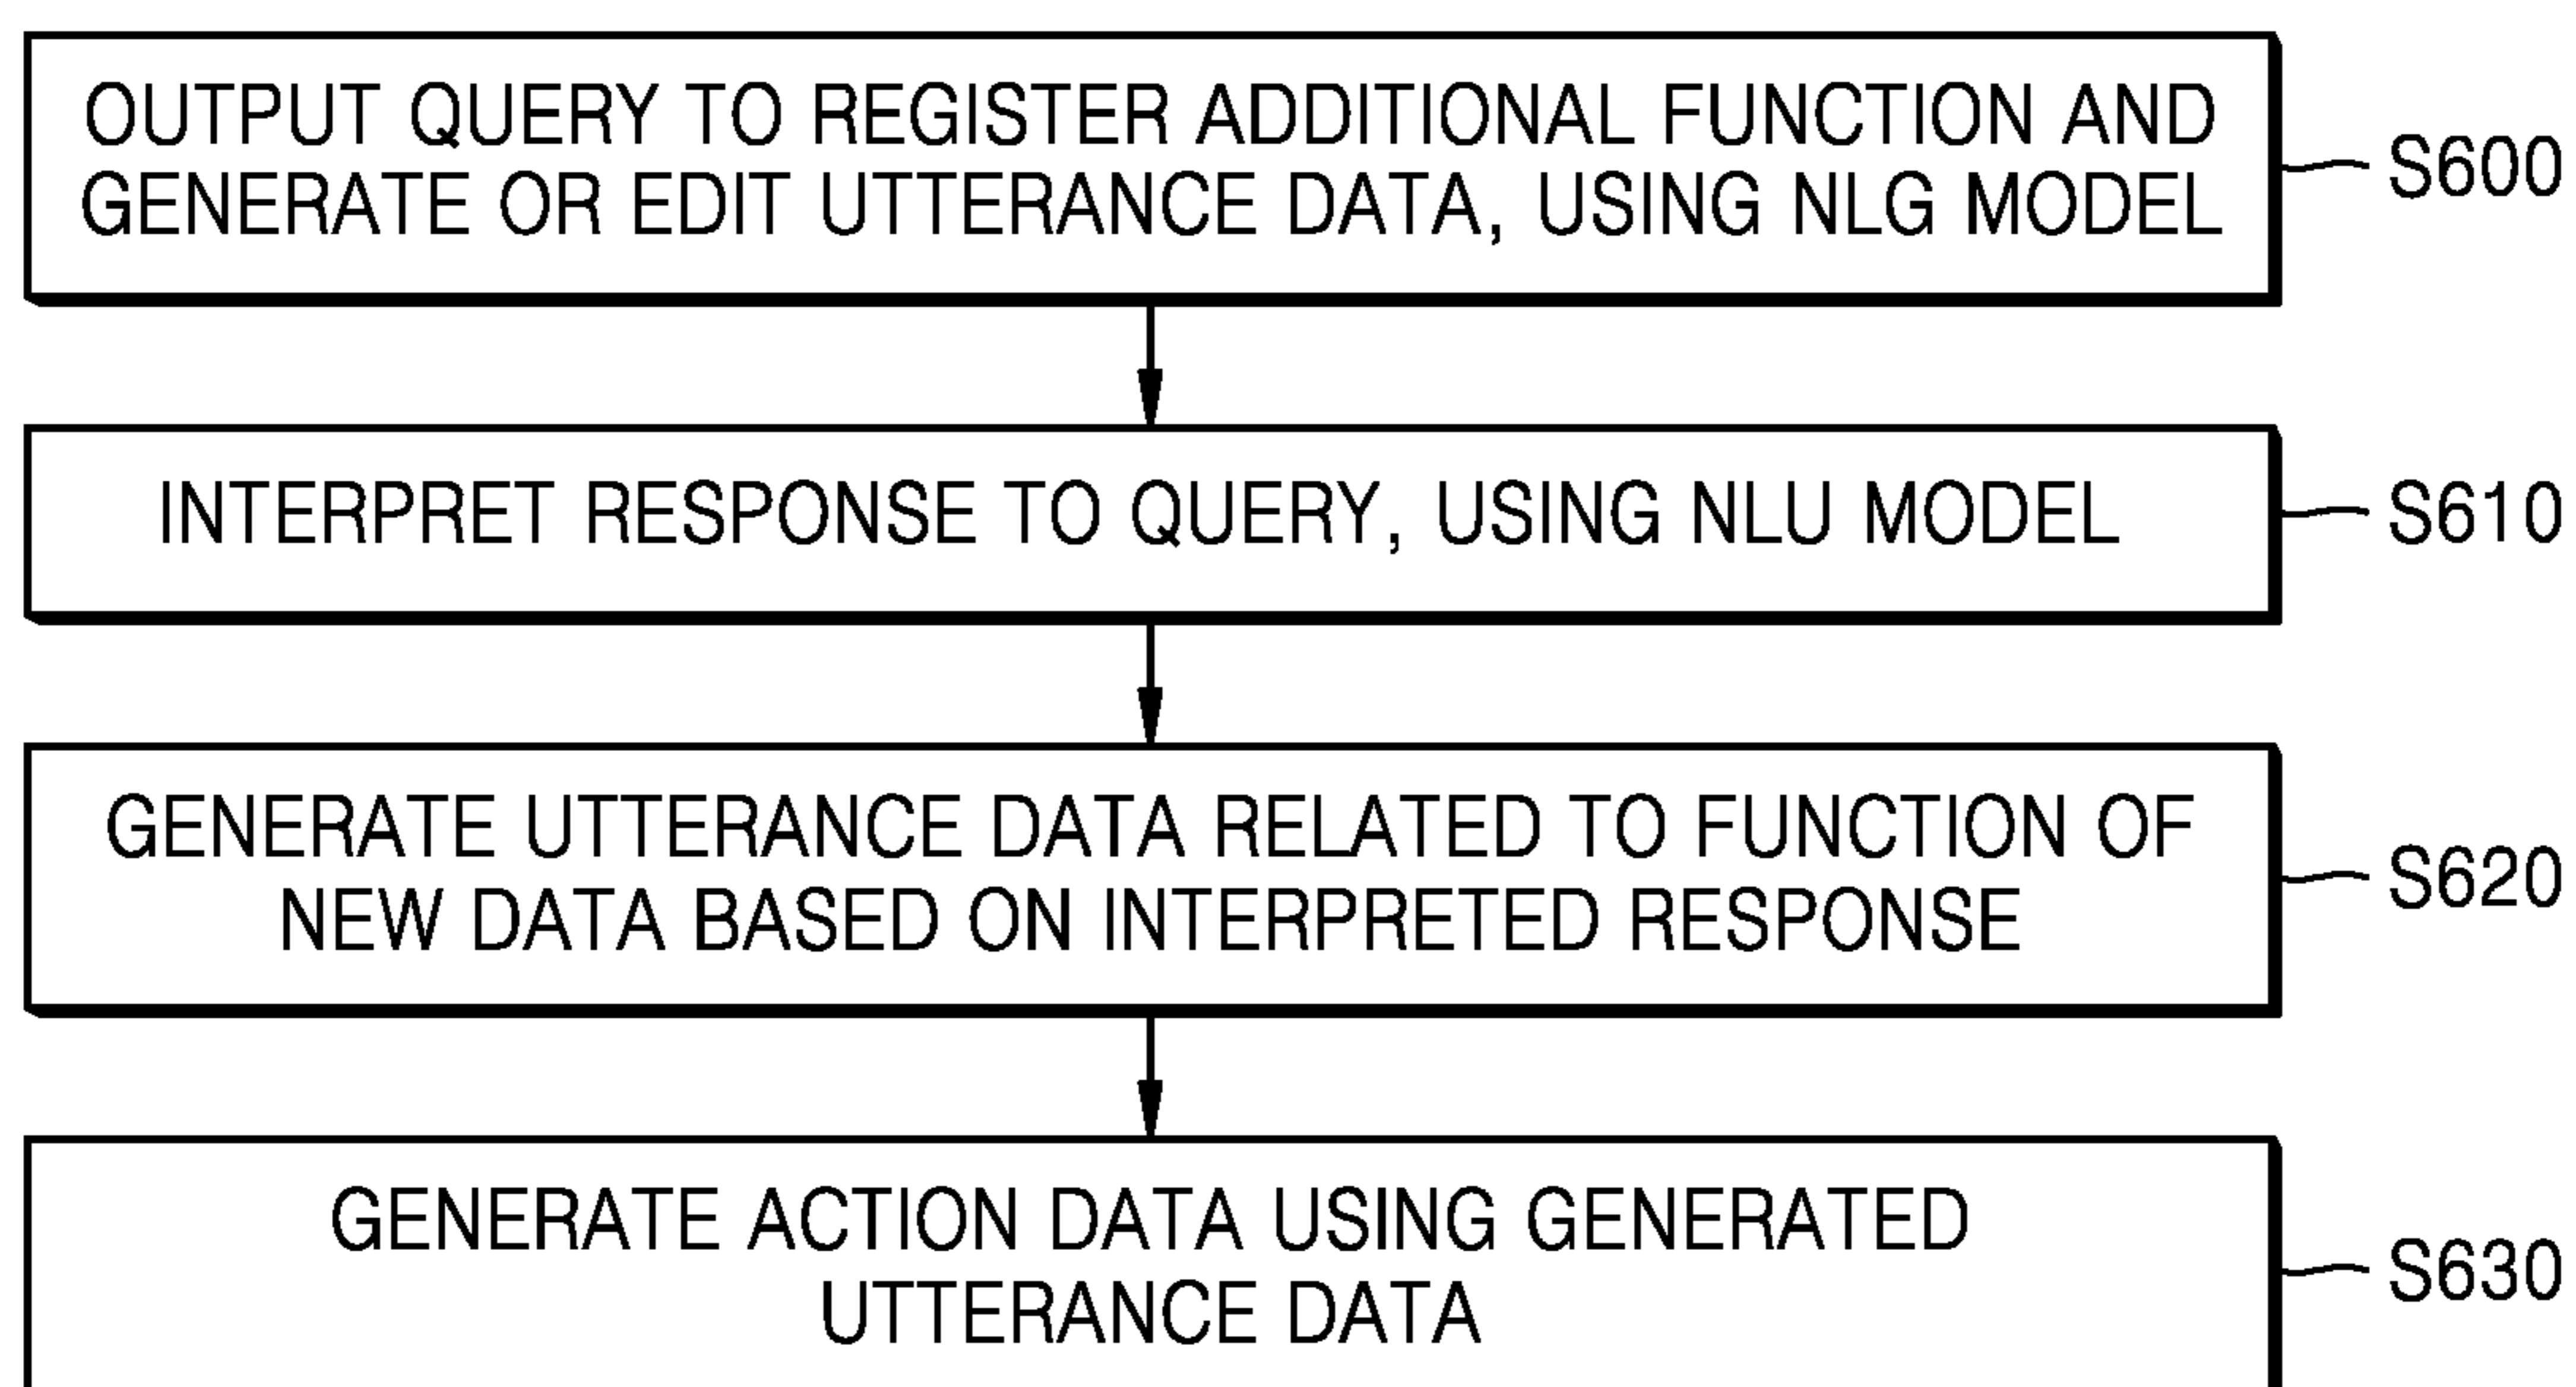 OUTPUT QUERY TO REGISTER ADDITIONAL FUNCTION AND
GENERATE OR EDIT UTTERANCE DATA, USING NLG MODEL
S600
INTERPRET RESPONSE TO QUERY, USING NLU MODEL
S610
GENERATE UTTERANCE DATA RELATED TO FUNCTION OF
NEW DATA BASED ON INTERPRETED RESPONSE
S620
GENERATE ACTION DATA USING GENERATED
UTTERANCE DATA
S630